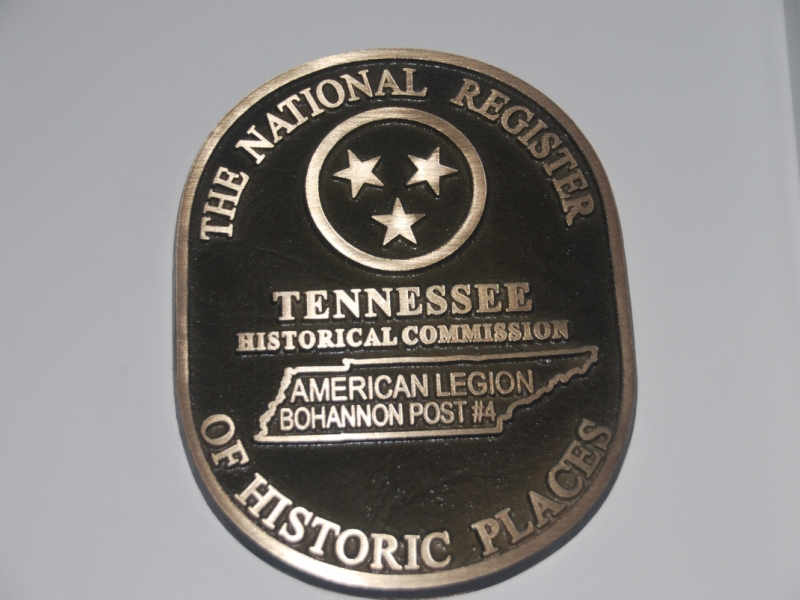 THE NATIONAL REGISTER
TENNESSEE
HISTORICAL COMMISSION
AMERICAN LEGION
BOHANNON POST #4
OF HISTORIC PLACES